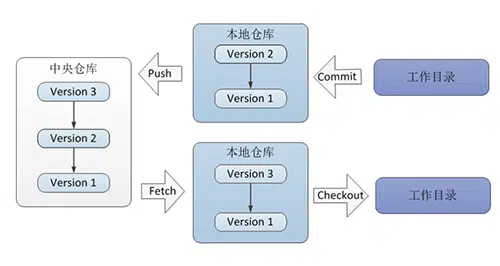 中央仓库
Version 3
Version 2
Version 1
Push
本地仓库
Version 2
Version 1
Commit
工作目录
Fetch
本地仓库
Version 3
Version 1
Checkout
工作目录